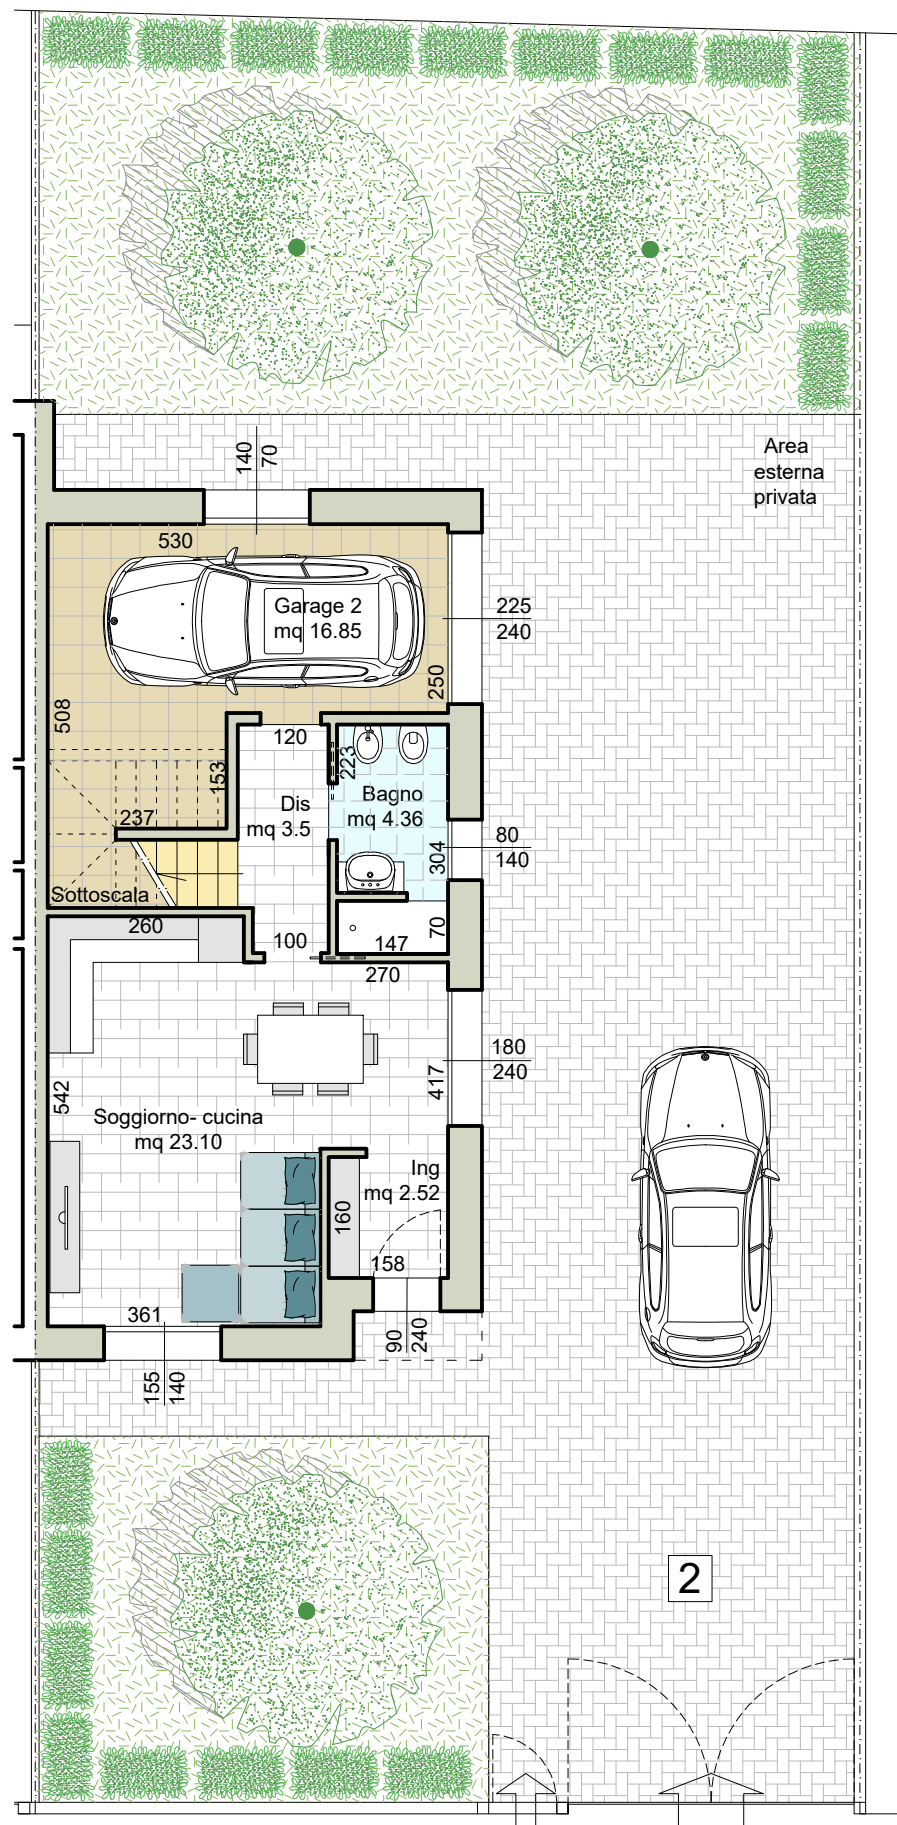 Area
esterna
privata
140
70
530
Garage 2
mq 16.85
225
240
250
508
120
223
153
Dis
mq 3.5
Bagno
mq 4.36
237
80
140
304
Sottoscala
260
100
147
70
270
180
240
417
542
Soggiorno- cucina
mq 23.10
Ing
mq 2.52
160
158
361
90
240
155
140
2